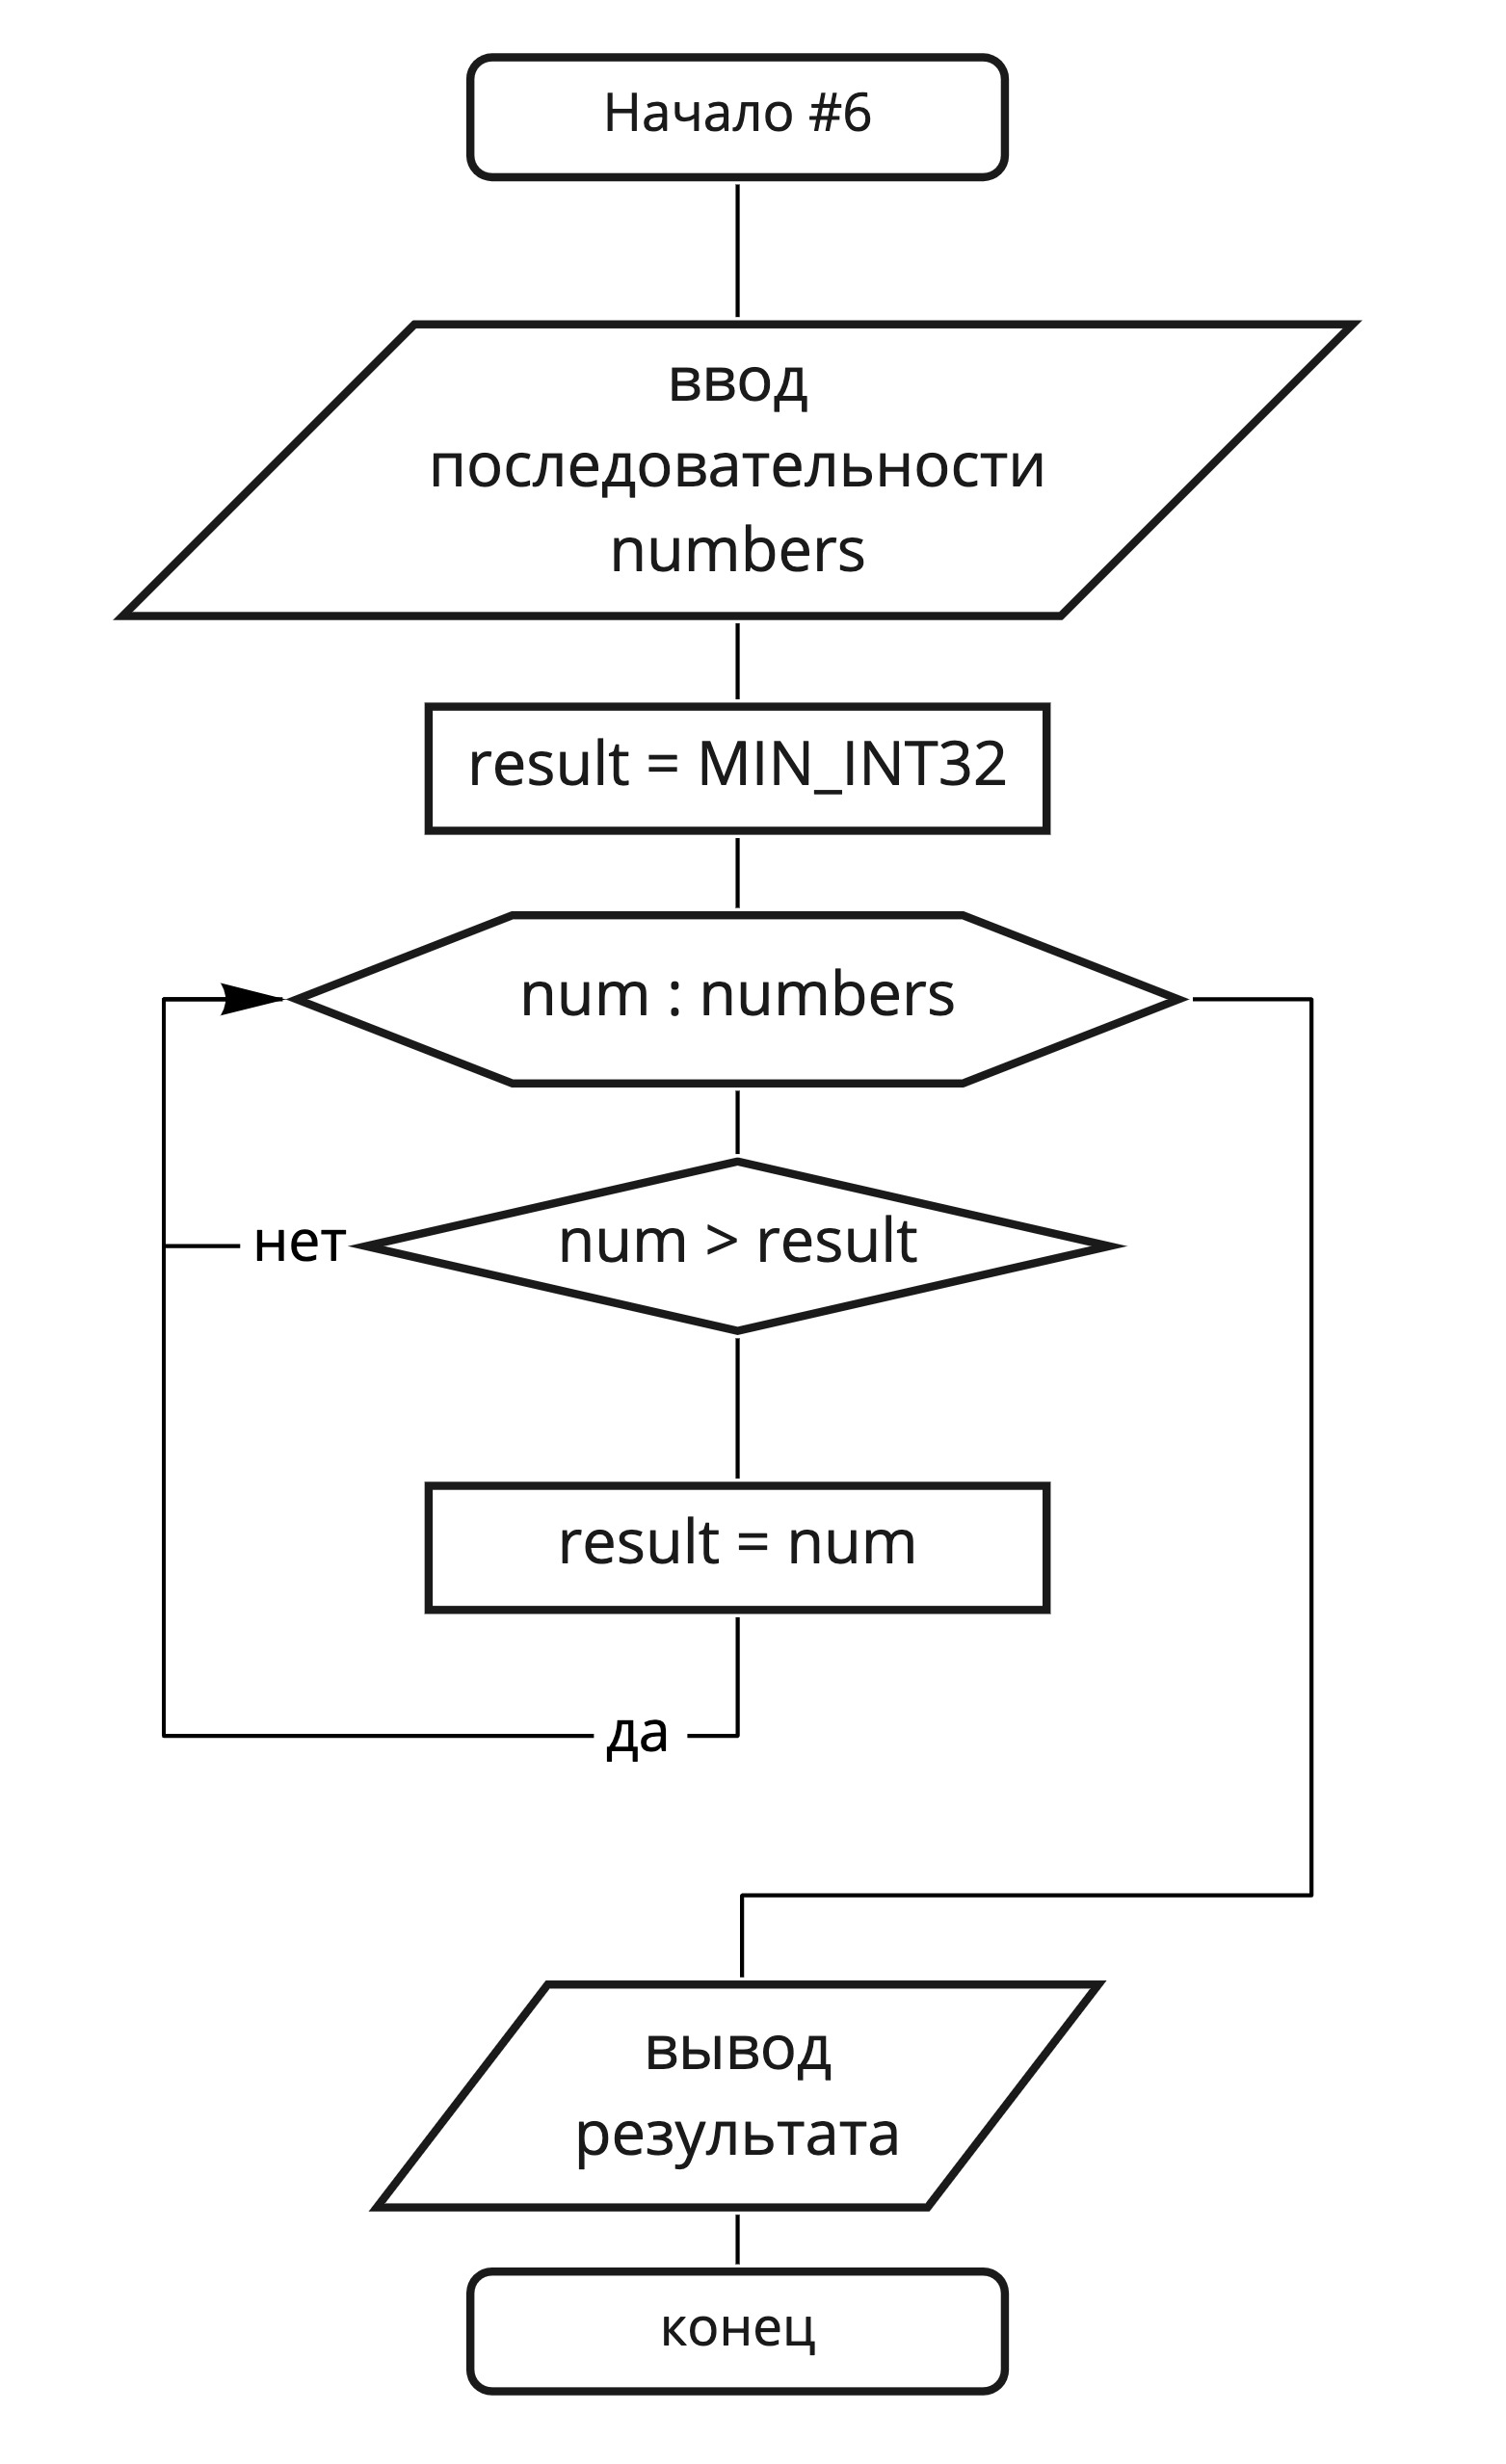 Начало #6
ввод
последовательности
numbers
result = MIN_INT32
num : numbers
нет
num > result
result = num
да
вывод
результата
конец